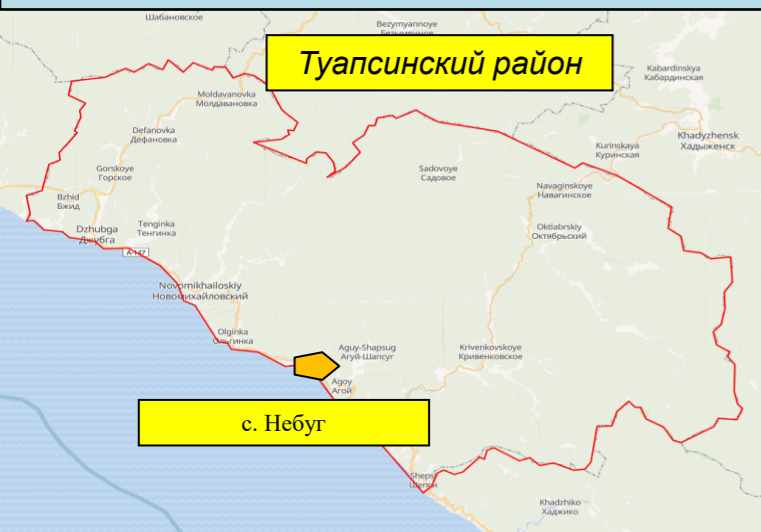 Шабановское
Bezymyannoye
Безымянное
Туапсинский район
Kabardinskaya
Кабардинская
Moldavanovka
Молдавановка
Defanovka
Дефановка
Khadyzhensk
Хадыженск
Kurinskaya
Куринская
Gorskoye
Горское
Sadovoye
Садовое
Navaginskoye
Навагинское
Bzhid
Бжид
Dzhubga
Джубга
Tenginka
Тенгинка
Oktiabrskiy
Октябрьский
A-147
Novomikhailoskiy
Новомихайловский
Olginka
Ольгинка
Aguy-Shapsug
Агуй-Шапсуг
Krivenkovskoye
Кривенковское
Agoy
Агой
с. Небуг
Shepsi
Шепси
Khadzhiko
Хаджико